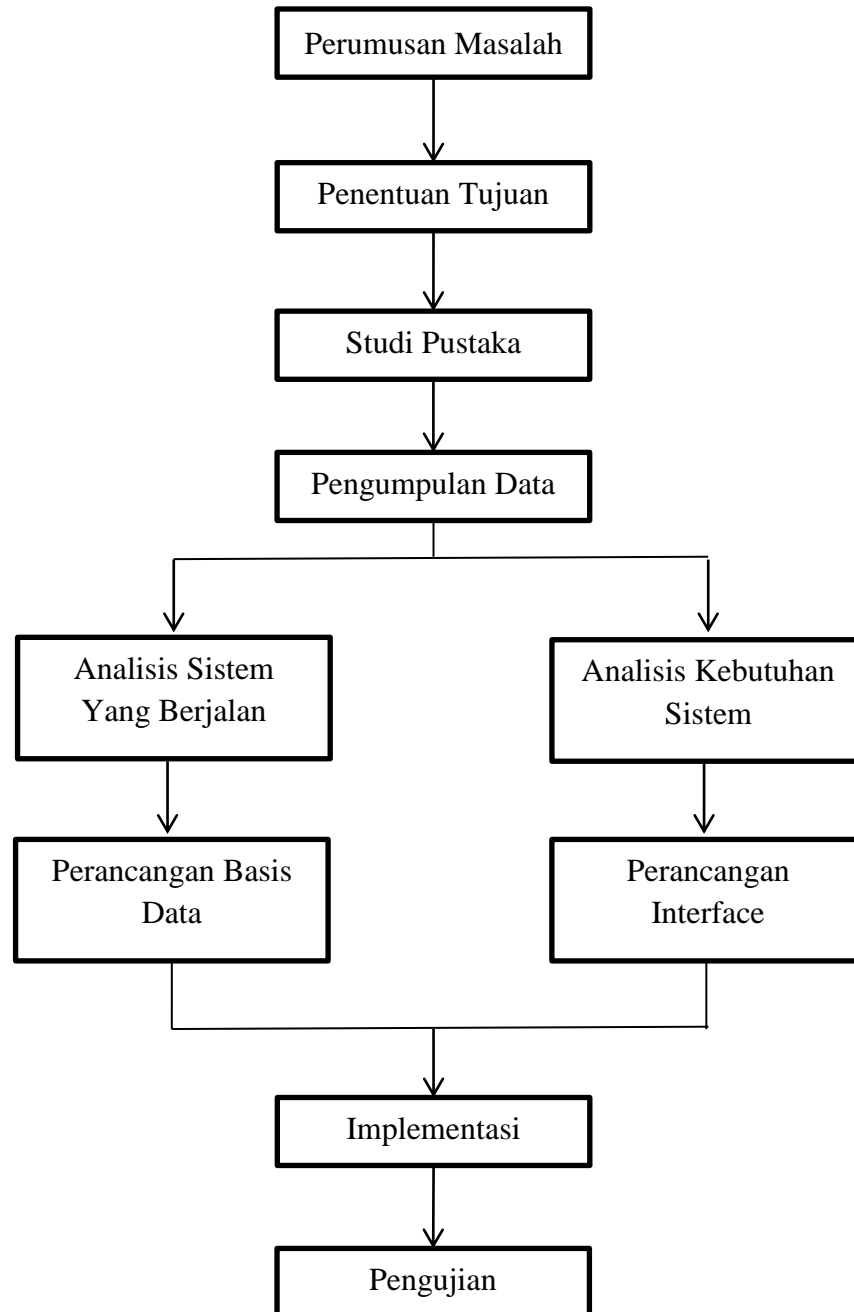 Perumusan Masalah
Penentuan Tujuan
Studi Pustaka
Pengumpulan Data
Analisis Sistem
Yang Berjalan
Analisis Kebutuhan
Sistem
Perancangan Basis
Data
Perancangan
Interface
Implementasi
Pengujian